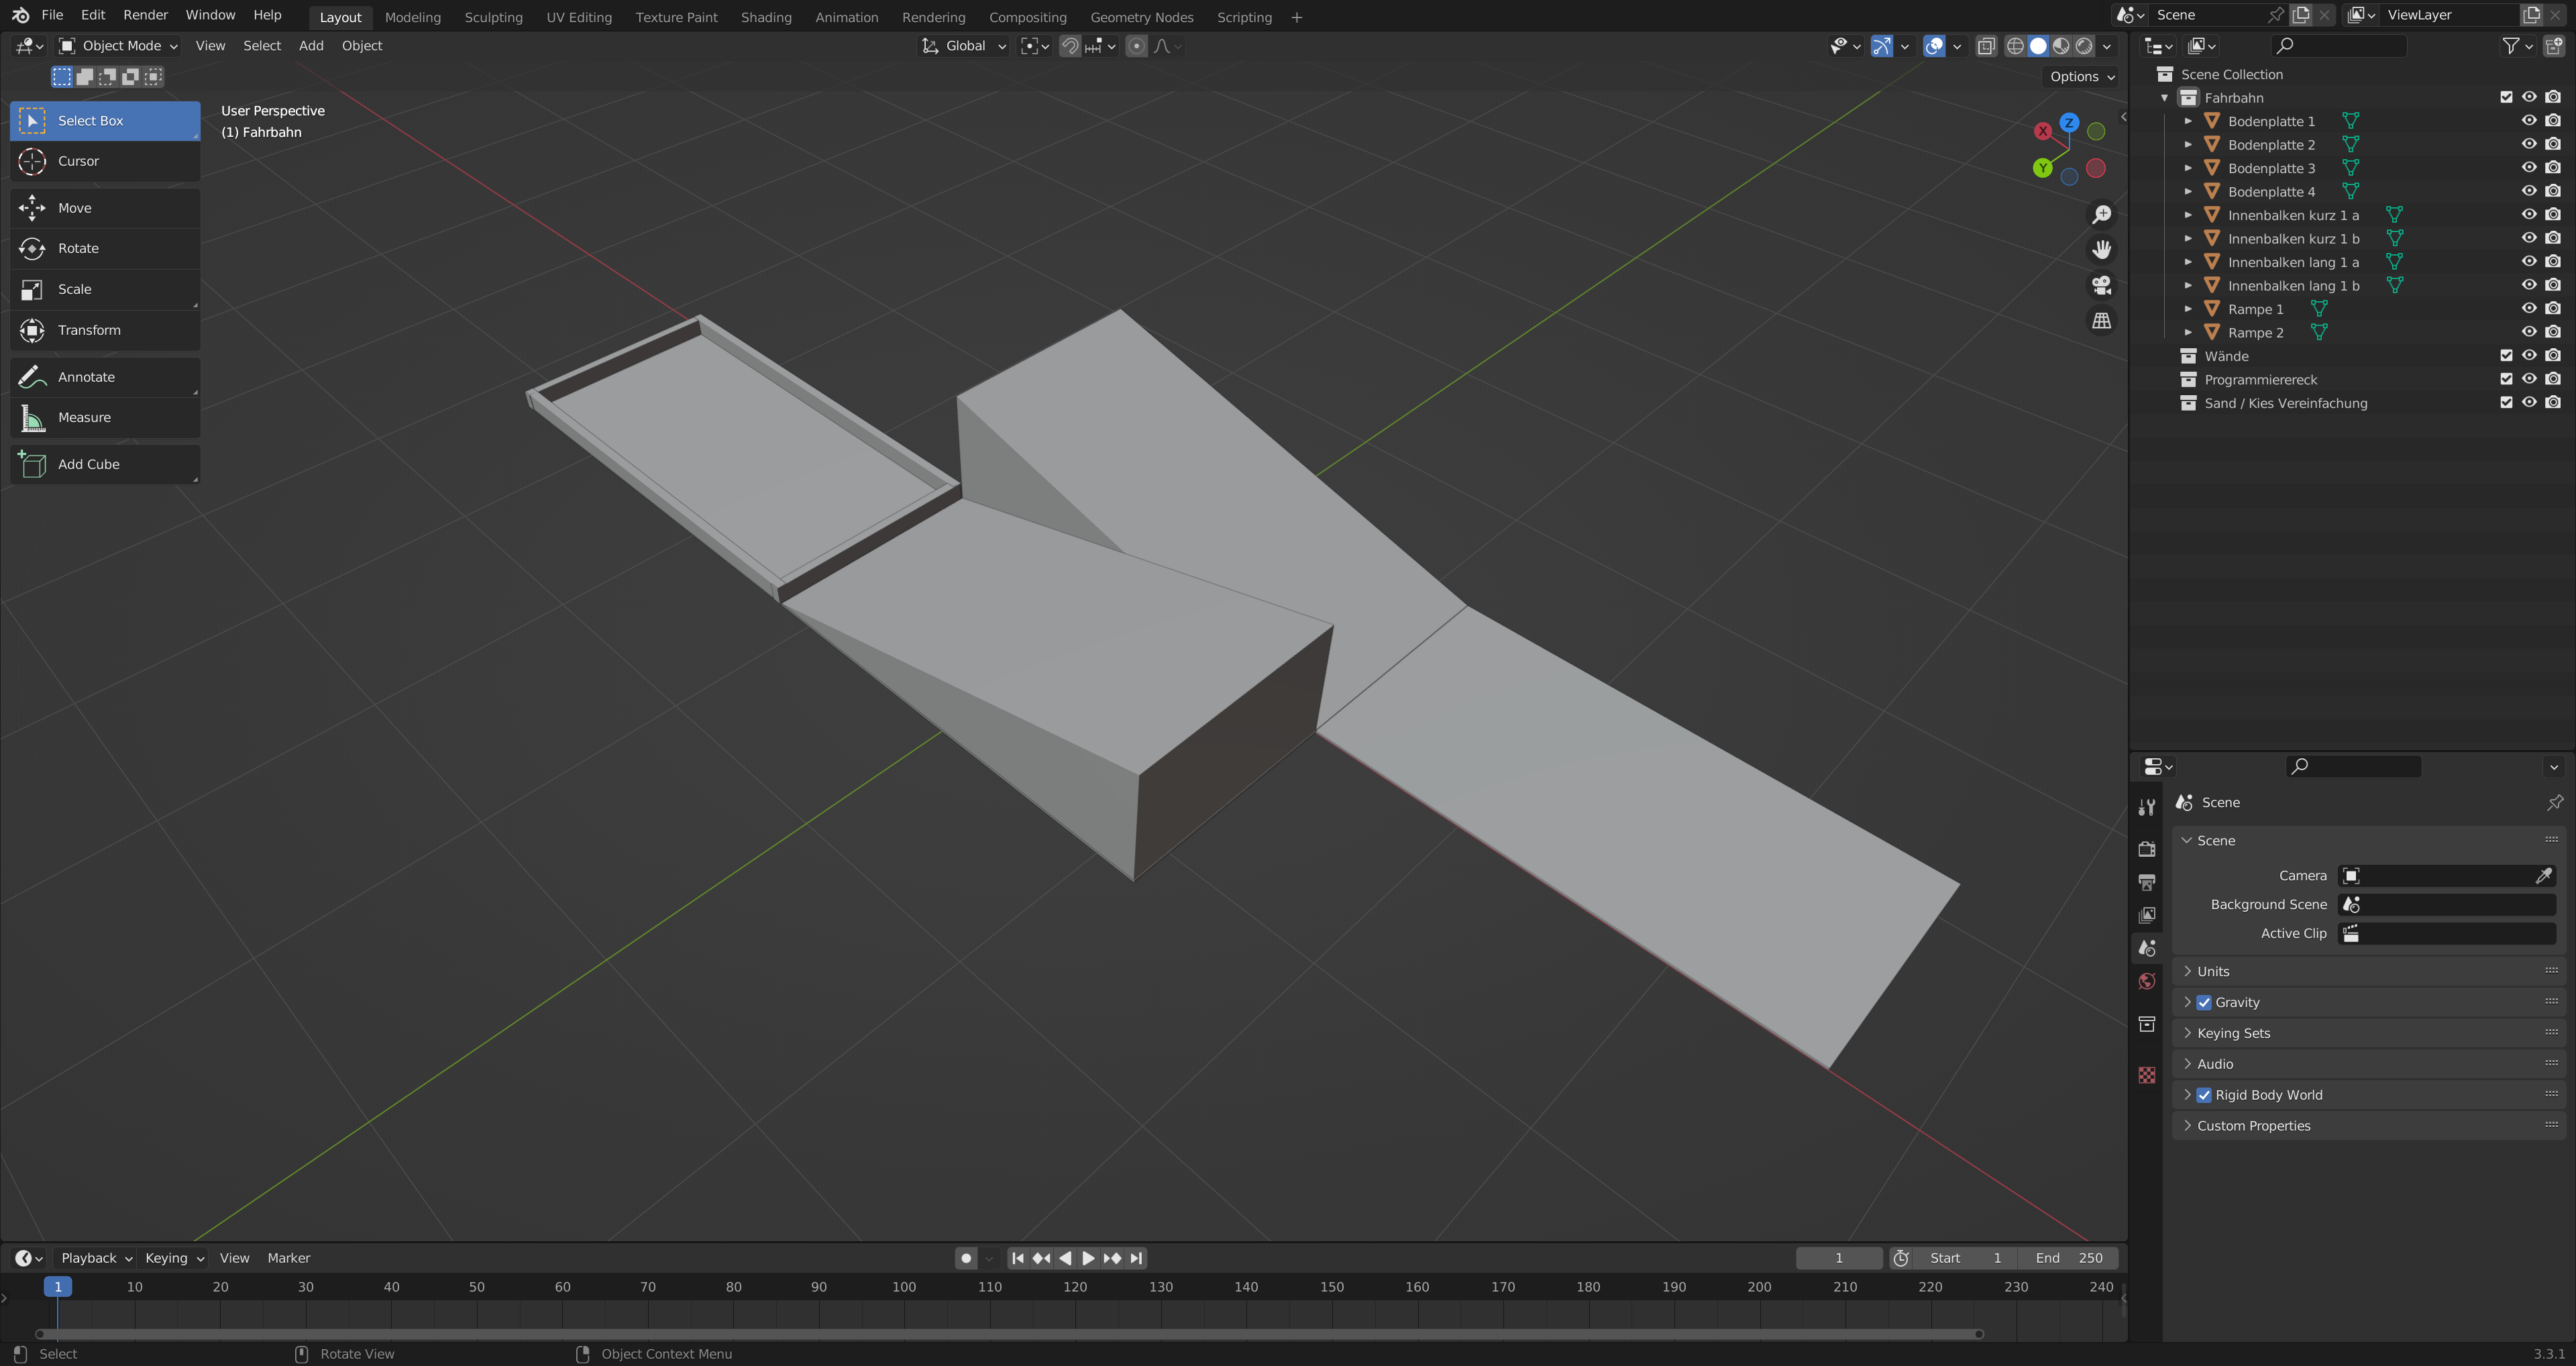 File Edit Render Window Help Layout Modeling Sculpting UV Editing Texture Paint Shading Animation Rendering Compositing Geometry Nodes Scripting + Scene ViewLayer
Object Mode View Select Add Object Global
Options
User Perspective
(1) Fahrbahn
Select Box
Cursor
Move
Rotate
Scale
Transform
Annotate
Measure
Add Cube
X
Y
Z
Scene Collection
Fahrbahn
Bodenplatte 1
Bodenplatte 2
Bodenplatte 3
Bodenplatte 4
Innenbalken kurz 1 a
Innenbalken kurz 1 b
Innenbalken lang 1 a
Innenbalken lang 1 b
Rampe 1
Rampe 2
Wände
Programmierereck
Sand / Kies Vereinfachung
Scene
Scene
Camera
Background Scene
Active Clip
Units
Gravity
Keying Sets
Audio
Rigid Body World
Custom Properties
Playback Keying View Marker 1 Start 1 End 250
1 10 20 30 40 50 60 70 80 90 100 110 120 130 140 150 160 170 180 190 200 210 220 230 240
Select Rotate View Object Context Menu 3.3.1